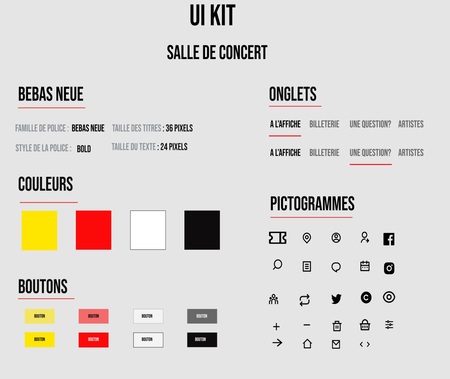 UI KIT
SALLE DE CONCERT
BEBAS NEUE
FAMILLE DE POLICE : BEBAS NEUE TAILLE DES TITRES : 36 PIXELS
STYLE DE LA POLICE : BOLD TAILLE DU TEXTE : 24 PIXELS
COULEURS
BOUTONS
BOUTON BOUTON BOUTON BOUTON
BOUTON BOUTON BOUTON BOUTON
ONGLETS
A L'AFFICHE BILLETERIE UNE QUESTION? ARTISTES
A L'AFFICHE BILLETERIE UNE QUESTION? ARTISTES
PICTOGRAMMES